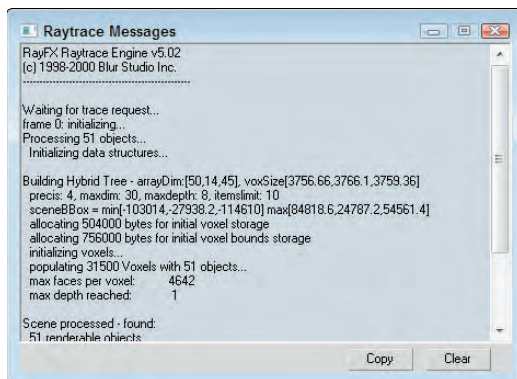 Raytrace Messages
RayFX Raytrace Engine v5.02
(c) 1998-2000 Blur Studio Inc.
------------------------------------------------
Waiting for trace request...
frame 0: initializing...
Processing 51 objects...
Initializing data structures...
Building Hybrid Tree - arrayDim:[50,14,45], voxSize[3756.66,3766.1,3759.36]
precis: 4, maxdim: 30, maxdepth: 8, itemslimit: 10
sceneBBox = min[-103014,-27938.2,-114610] max[84818.6,24787.2,54561.4]
allocating 504000 bytes for initial voxel storage
allocating 756000 bytes for initial voxel bounds storage
initializing voxels...
populating 31500 Voxels with 51 objects...
max faces per voxel: 4642
max depth reached: 1
Scene processed - found:
51 renderable objects
Copy Clear